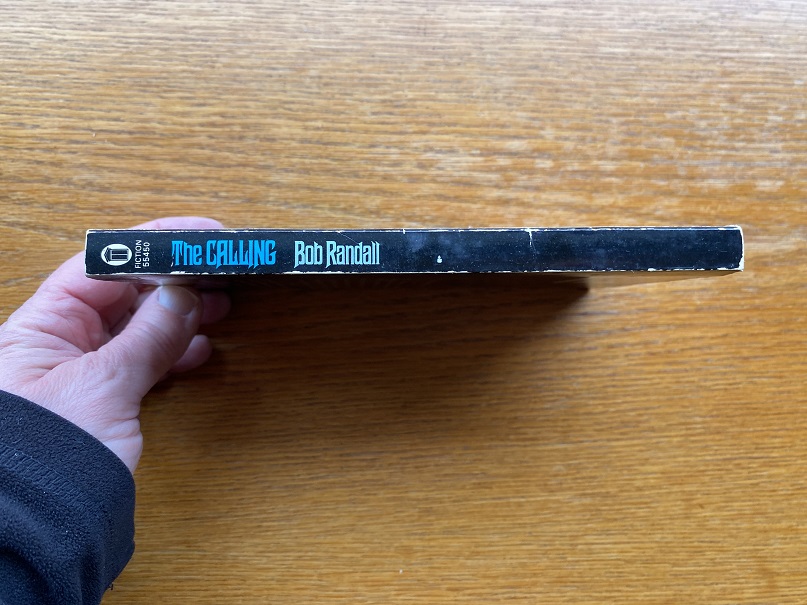 FICTION
55450
The CALLING
Bob Randall